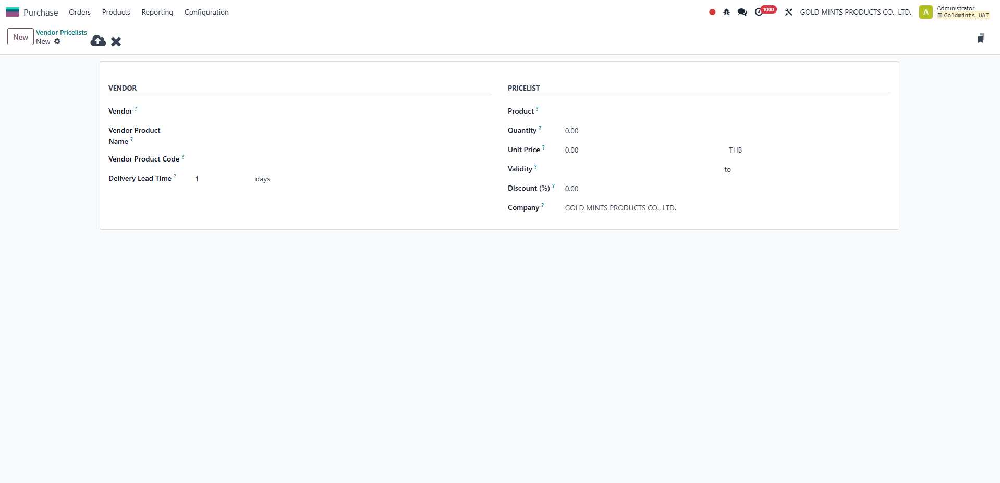 Purchase Orders Products Reporting Configuration 1000 GOLD MINTS PRODUCTS CO., LTD. A Administrator
Goldmints_UAT
New Vendor Pricelists
New
VENDOR
Vendor ?
Vendor Product
Name ?
Vendor Product Code ?
Delivery Lead Time ? 1 days
PRICELIST
Product ?
Quantity ? 0.00
Unit Price ? 0.00 THB
Validity ? to
Discount (%) ? 0.00
Company ? GOLD MINTS PRODUCTS CO., LTD.